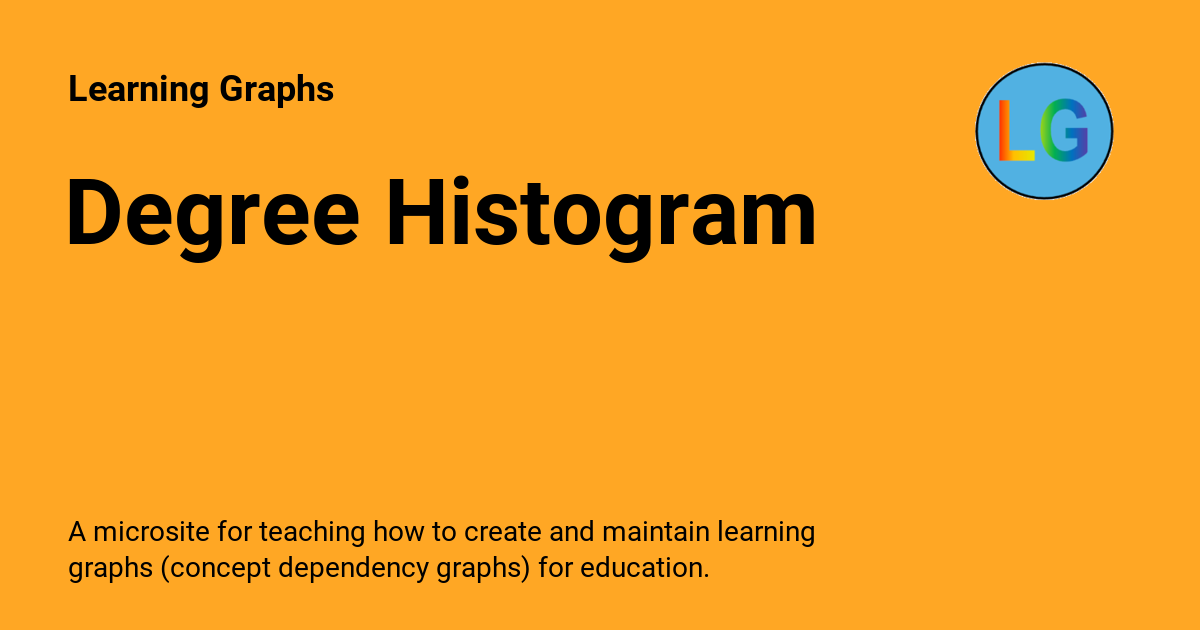 Learning Graphs
LG
Degree Histogram
A microsite for teaching how to create and maintain learning
graphs (concept dependency graphs) for education.